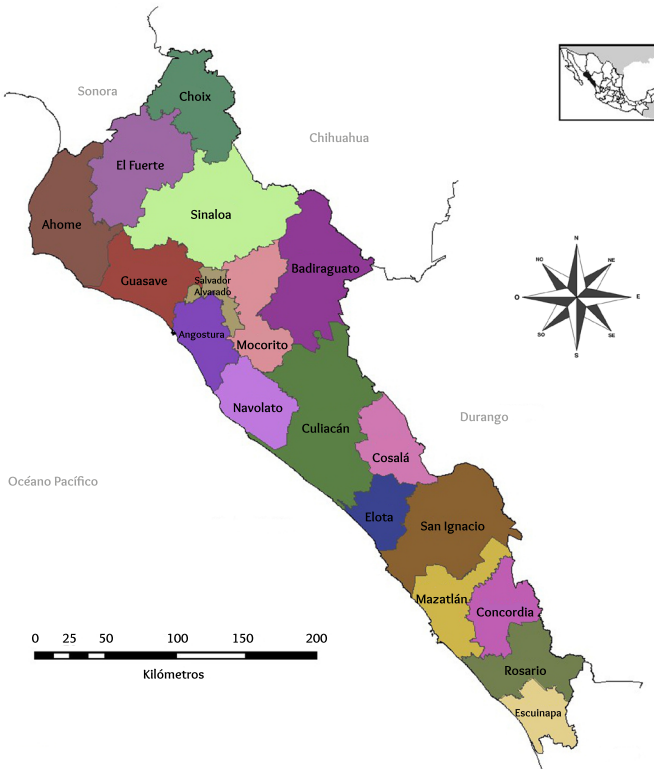 Choix
Sonora
Chihuahua
El Fuerte
Sinaloa
Ahome
Badiraguato
Guasave
Salvador
Alvarado
N
NO
NE
O
E
SO
SE
S
Angostura
Mocorito
Navolato
Culiacán
Durango
Cosalá
Océano Pacífico
Elota
San Ignacio
Mazatlán
Concordia
0 25 50 100 150 200
Kilómetros
Rosario
Escuinapa